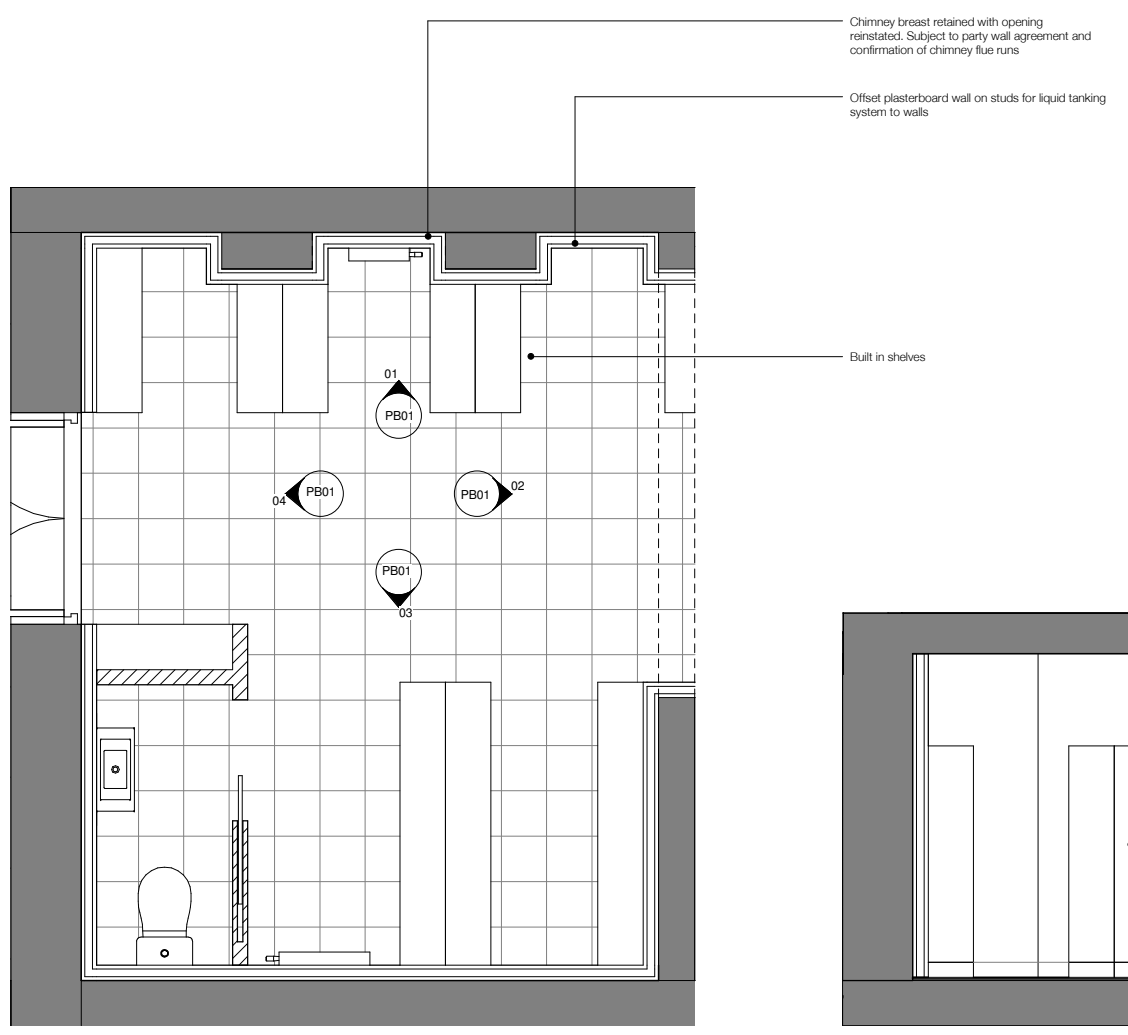 Chimney breast retained with opening
reinstated. Subject to party wall agreement and
confirmation of chimney flue runs
Offset plasterboard wall on studs for liquid tanking
system to walls
Built in shelves
01
PB01
04
PB01
PB01
02
PB01
03